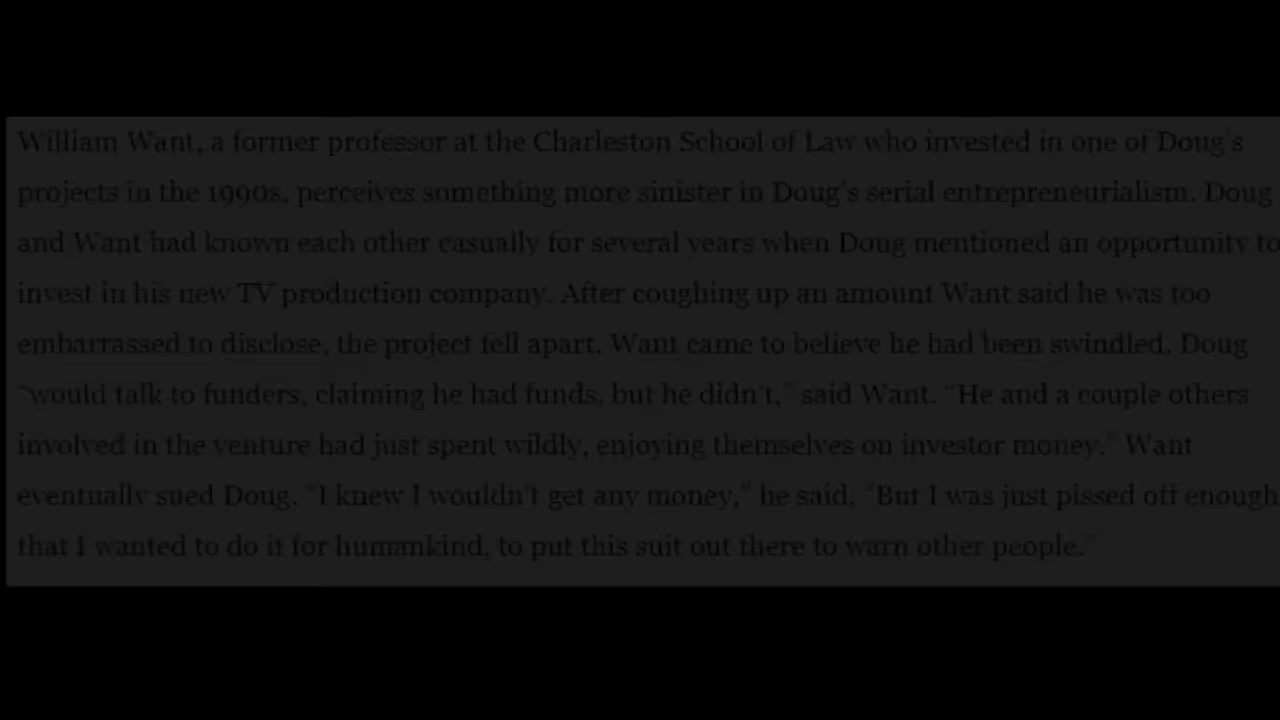 William Want, a former professor at the Charleston School of Law who invested in one of Doug's
projects in the 1990s, perceives something more sinister in Doug's serial entrepreneurialism. Doug
and Want had known each other casually for several years when Doug mentioned an opportunity to
invest in his new TV production company. After coughing up an amount Want said he was too
embarrassed to disclose, the project fell apart. Want came to believe he had been swindled. Doug
“would talk to funders, claiming he had funds, but he didn't,” said Want. “He and a couple others
involved in the venture had just spent wildly, enjoying themselves on investor money.” Want
eventually sued Doug. “I knew I wouldn't get any money,” he said. “But I was just pissed off enough
that I wanted to do it for humankind, to put this suit out there to warn other people.”